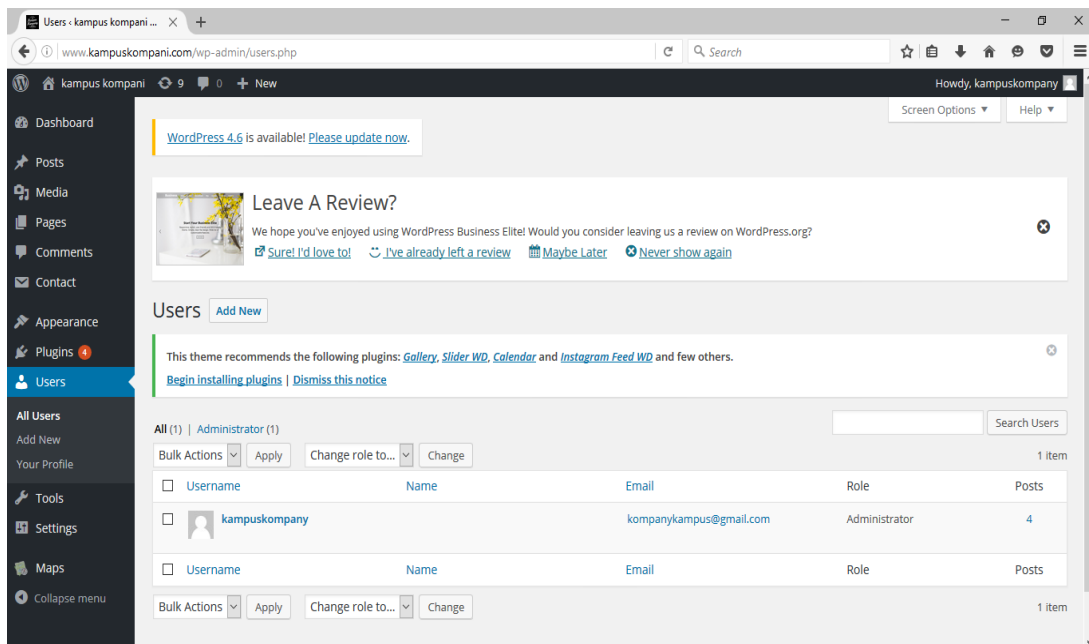 Users ‹ kampus kompani ...
www.kampuskompani.com/wp-admin/users.php
Search
kampus kompani 9 0 + New
Howdy, kampuskompany
Screen Options ▼ Help ▼
Dashboard
Posts
Media
Pages
Comments
Contact
Appearance
Plugins 4
Users
All Users
Add New
Your Profile
Tools
Settings
Maps
Collapse menu
WordPress 4.6 is available! Please update now.
Leave A Review?
We hope you've enjoyed using WordPress Business Elite! Would you consider leaving us a review on WordPress.org?
Sure! I'd love to! I've already left a review Maybe Later Never show again
Users Add New
This theme recommends the following plugins: Gallery, Slider WD, Calendar and Instagram Feed WD and few others.
Begin installing plugins | Dismiss this notice
Search Users
All (1) | Administrator (1)
Bulk Actions Apply Change role to... Change 1 item
Username Name Email Role Posts
kampuskompany kompanykampus@gmail.com Administrator 4
Username Name Email Role Posts
Bulk Actions Apply Change role to... Change 1 item